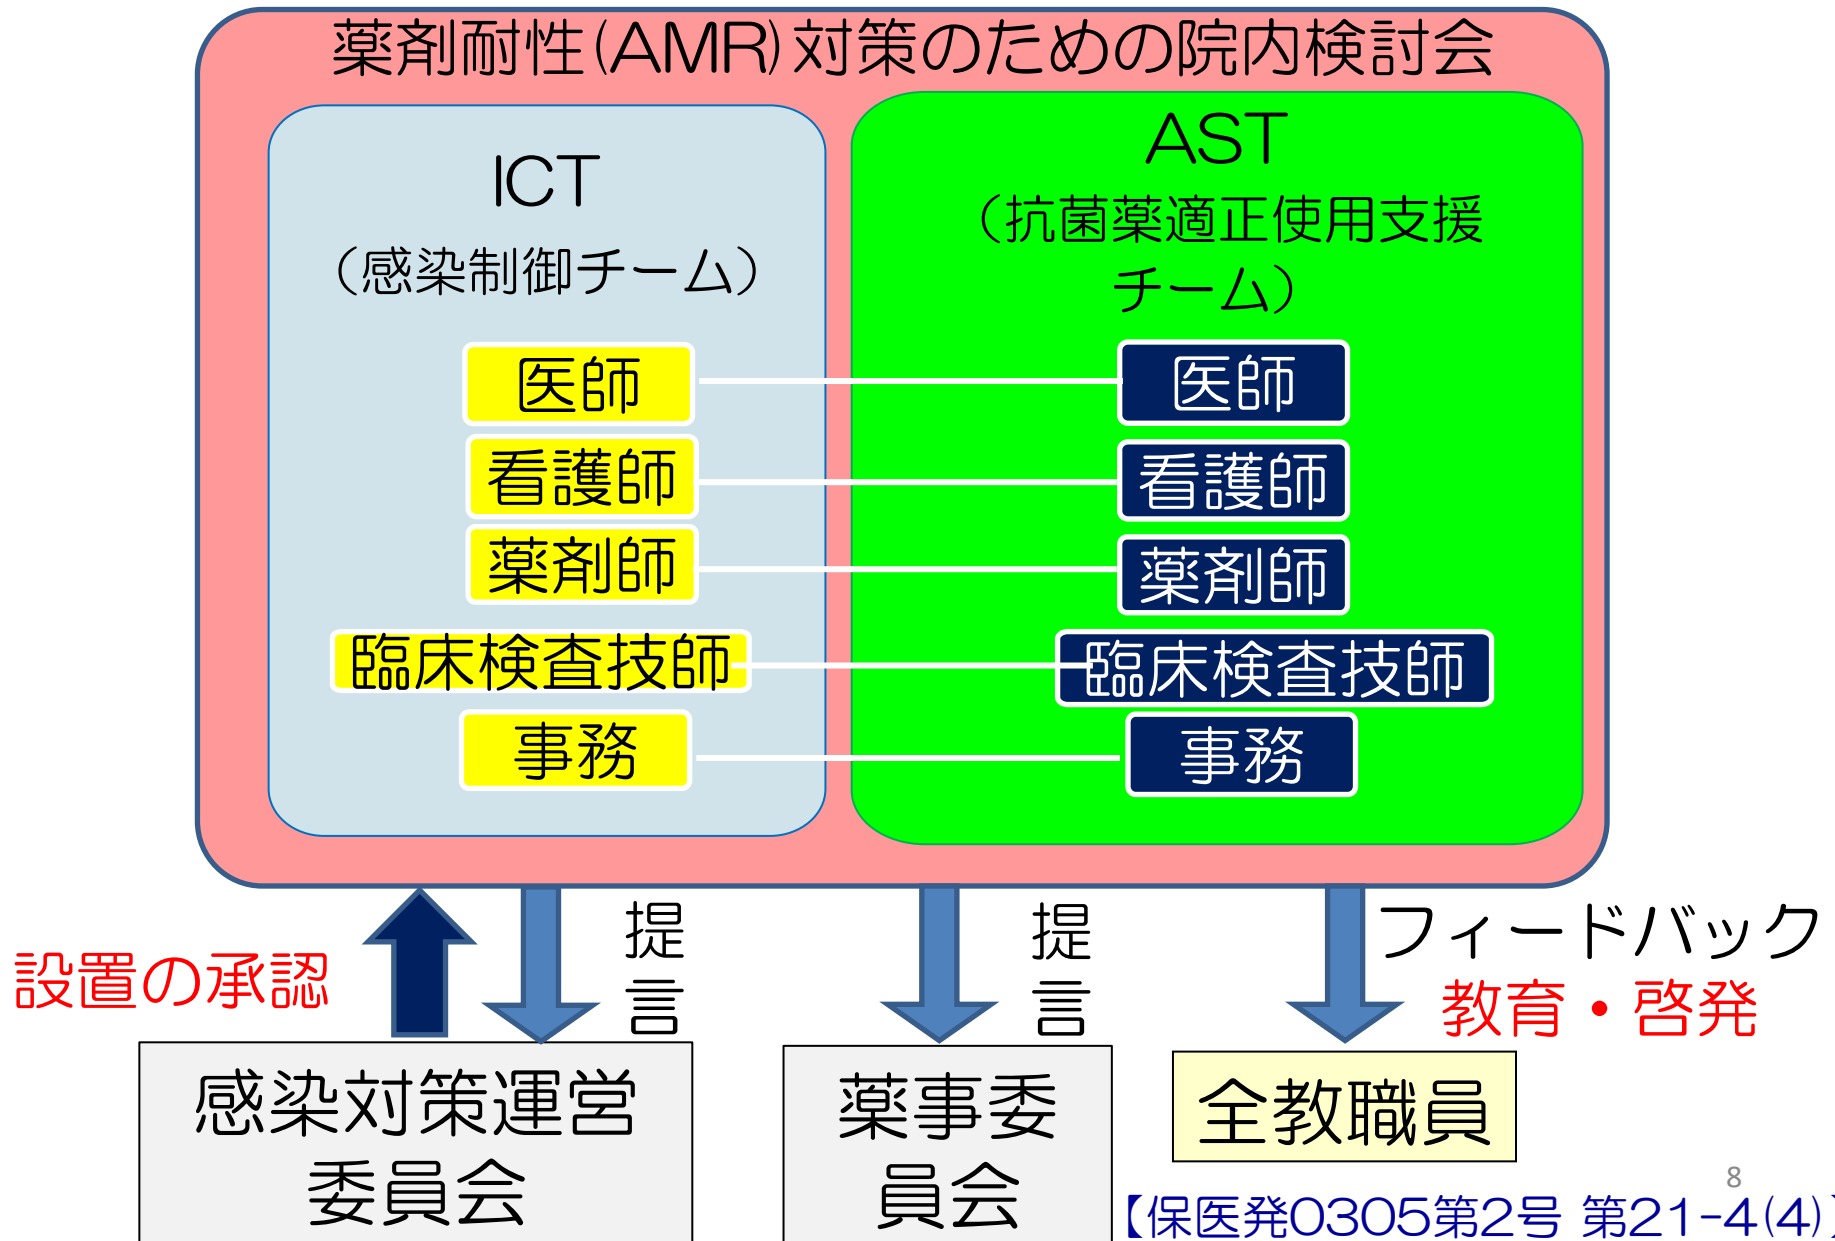 薬剤耐性(AMR)対策のための院内検討会
ICT
（感染制御チーム）
医師
看護師
薬剤師
臨床検査技師
事務
AST
（抗菌薬適正使用支援
チーム）
医師
看護師
薬剤師
臨床検査技師
事務
設置の承認
提
言
提
言
フィードバック
教育・啓発
感染対策運営
委員会
薬事委
員会
全教職員
8
【保医発0305第2号 第21-4(4)】